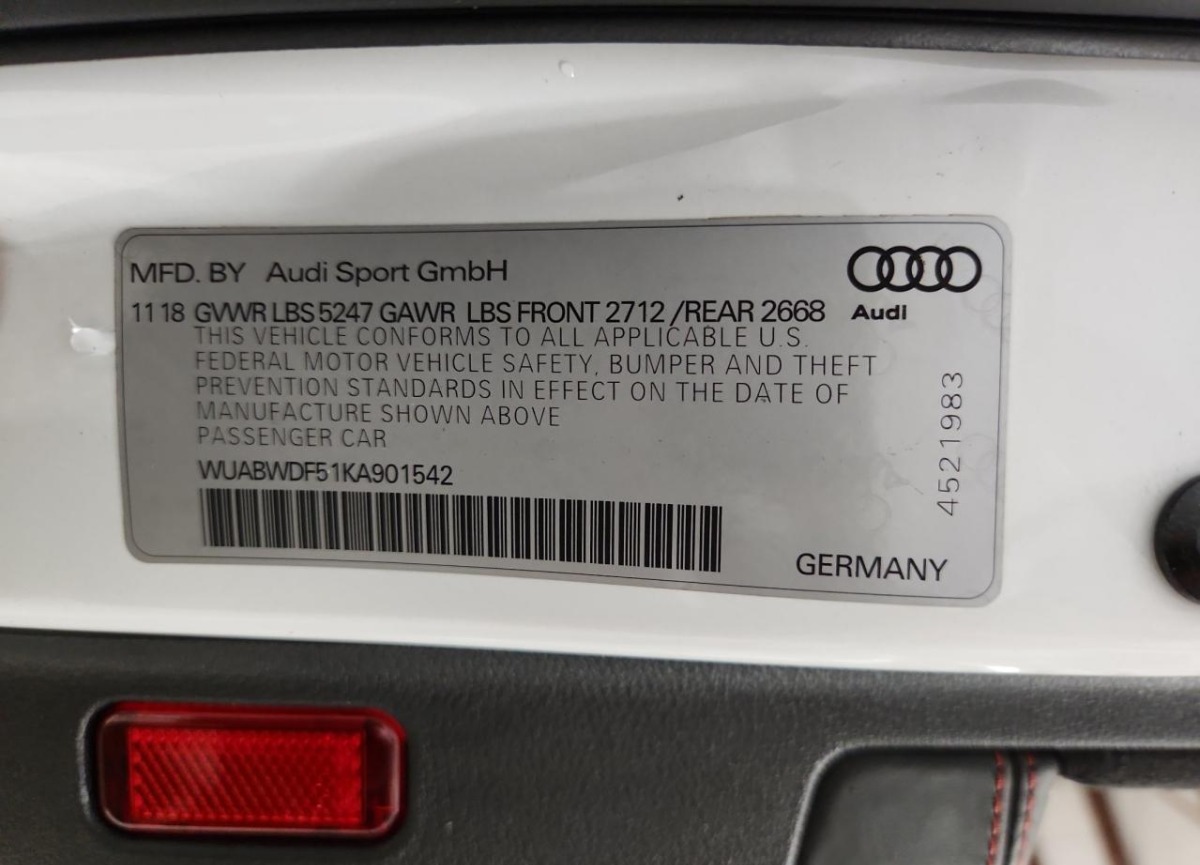 MFD. BY Audi Sport GmbH
11 18 GVWR LBS 5247 GAWR LBS FRONT 2712 /REAR 2668
Audi
THIS VEHICLE CONFORMS TO ALL APPLICABLE U.S.
FEDERAL MOTOR VEHICLE SAFETY, BUMPER AND THEFT
PREVENTION STANDARDS IN EFFECT ON THE DATE OF
MANUFACTURE SHOWN ABOVE
PASSENGER CAR
WUABWDF51KA901542
4521983
GERMANY